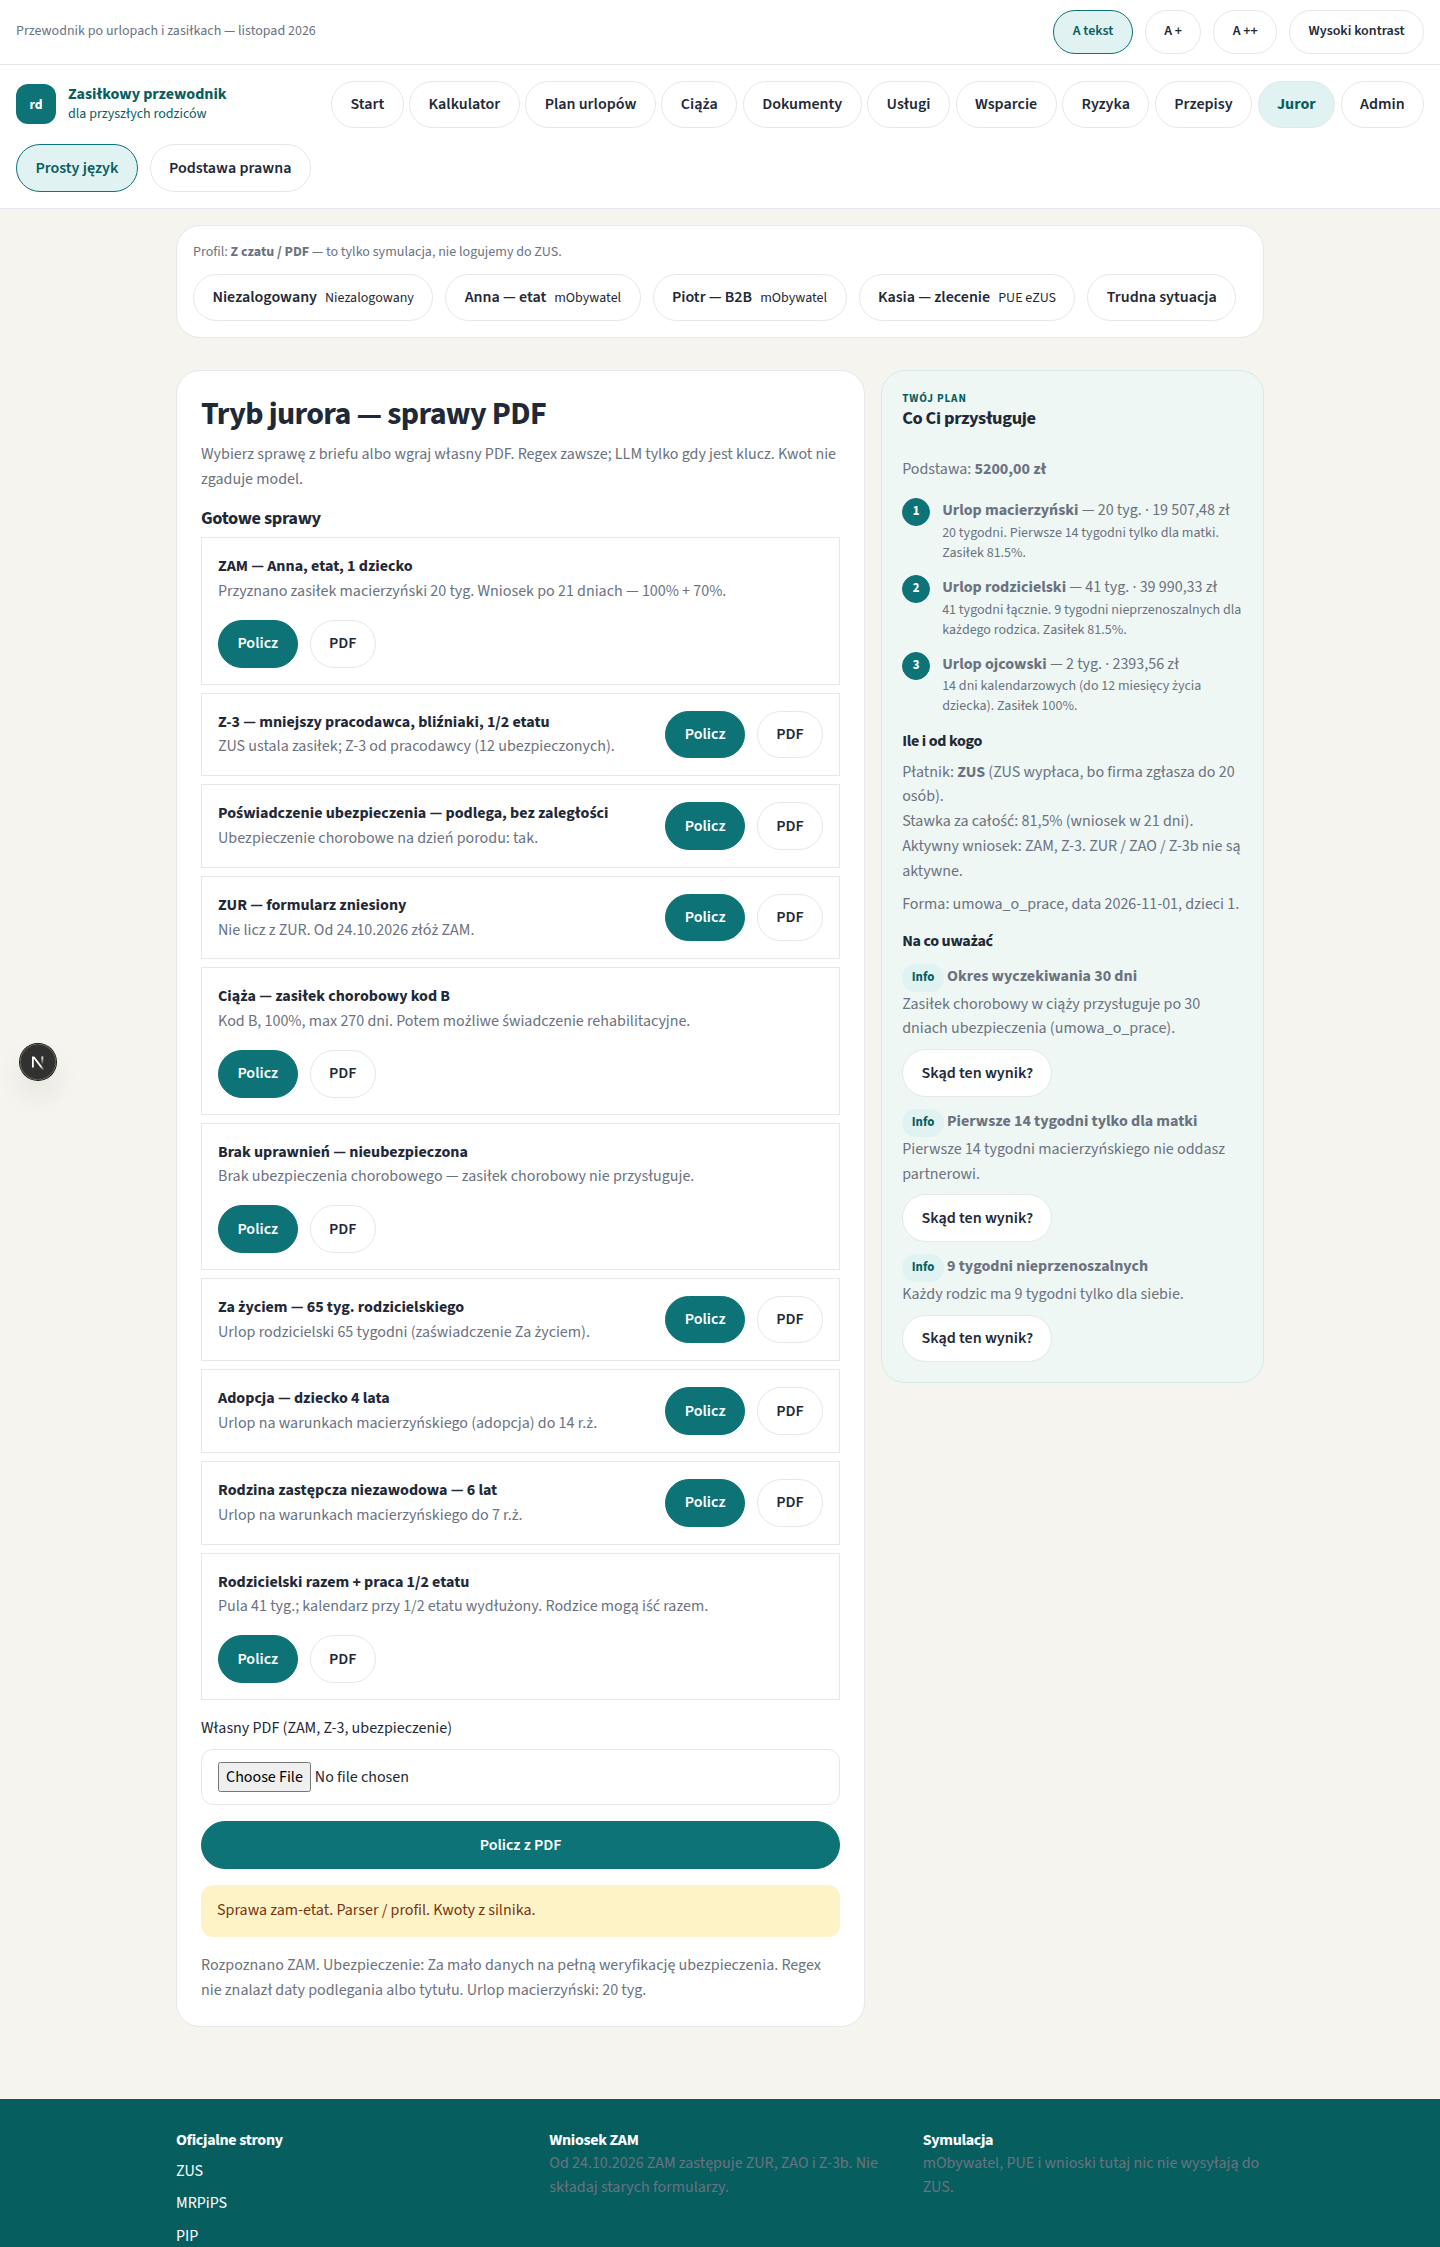 Przewodnik po urlopach i zasiłkach — listopad 2026
A tekst
A +
A ++
Wysoki kontrast
rd
Zasiłkowy przewodnik
dla przyszłych rodziców
Start
Kalkulator
Plan urlopów
Ciąża
Dokumenty
Usługi
Wsparcie
Ryzyka
Przepisy
Juror
Admin
Prosty język
Podstawa prawna
Profil: Z czatu / PDF — to tylko symulacja, nie logujemy do ZUS.
Niezalogowany Niezalogowany
Anna — etat mObywatel
Piotr — B2B mObywatel
Kasia — zlecenie PUE eZUS
Trudna sytuacja
Tryb jurora — sprawy PDF
Wybierz sprawę z briefu albo wgraj własny PDF. Regex zawsze; LLM tylko gdy jest klucz. Kwot nie
zgaduje model.
Gotowe sprawy
ZAM — Anna, etat, 1 dziecko
Przyznano zasiłek macierzyński 20 tyg. Wniosek po 21 dniach — 100% + 70%.
Policz
PDF
Z-3 — mniejszy pracodawca, bliźniaki, 1/2 etatu
ZUS ustala zasiłek; Z-3 od pracodawcy (12 ubezpieczonych).
Policz
PDF
Poświadczenie ubezpieczenia — podlega, bez zaległości
Ubezpieczenie chorobowe na dzień porodu: tak.
Policz
PDF
ZUR — formularz zniesiony
Nie licz z ZUR. Od 24.10.2026 złóż ZAM.
Policz
PDF
Ciąża — zasiłek chorobowy kod B
Kod B, 100%, max 270 dni. Potem możliwe świadczenie rehabilitacyjne.
Policz
PDF
Brak uprawnień — nieubezpieczona
Brak ubezpieczenia chorobowego — zasiłek chorobowy nie przysługuje.
Policz
PDF
Za życiem — 65 tyg. rodzicielskiego
Urlop rodzicielski 65 tygodni (zaświadczenie Za życiem).
Policz
PDF
Adopcja — dziecko 4 lata
Urlop na warunkach macierzyńskiego (adopcja) do 14 r.ż.
Policz
PDF
Rodzina zastępcza niezawodowa — 6 lat
Urlop na warunkach macierzyńskiego do 7 r.ż.
Policz
PDF
Rodzicielski razem + praca 1/2 etatu
Pula 41 tyg.; kalendarz przy 1/2 etatu wydłużony. Rodzice mogą iść razem.
Policz
PDF
Własny PDF (ZAM, Z-3, ubezpieczenie)
Choose File No file chosen
Policz z PDF
Sprawa zam-etat. Parser / profil. Kwoty z silnika.
Rozpoznano ZAM. Ubezpieczenie: Za mało danych na pełną weryfikację ubezpieczenia. Regex
nie znalazł daty podlegania albo tytułu. Urlop macierzyński: 20 tyg.
TWÓJ PLAN
Co Ci przysługuje
Podstawa: 5200,00 zł
1
Urlop macierzyński — 20 tyg. · 19 507,48 zł
20 tygodni. Pierwsze 14 tygodni tylko dla matki.
Zasiłek 81.5%.
2
Urlop rodzicielski — 41 tyg. · 39 990,33 zł
41 tygodni łącznie. 9 tygodni nieprzenoszalnych dla
każdego rodzica. Zasiłek 81.5%.
3
Urlop ojcowski — 2 tyg. · 2393,56 zł
14 dni kalendarzowych (do 12 miesięcy życia
dziecka). Zasiłek 100%.
Ile i od kogo
Płatnik: ZUS (ZUS wypłaca, bo firma zgłasza do 20
osób).
Stawka za całość: 81,5% (wniosek w 21 dni).
Aktywny wniosek: ZAM, Z-3. ZUR / ZAO / Z-3b nie są
aktywne.
Forma: umowa_o_prace, data 2026-11-01, dzieci 1.
Na co uważać
Info Okres wyczekiwania 30 dni
Zasiłek chorobowy w ciąży przysługuje po 30
dniach ubezpieczenia (umowa_o_prace).
Skąd ten wynik?
Info Pierwsze 14 tygodni tylko dla matki
Pierwsze 14 tygodni macierzyńskiego nie oddasz
partnerowi.
Skąd ten wynik?
Info 9 tygodni nieprzenoszalnych
Każdy rodzic ma 9 tygodni tylko dla siebie.
Skąd ten wynik?
N
Oficjalne strony
ZUS
MRPiPS
PIP
Wniosek ZAM
Od 24.10.2026 ZAM zastępuje ZUR, ZAO i Z-3b. Nie
składaj starych formularzy.
Symulacja
mObywatel, PUE i wnioski tutaj nic nie wysyłają do
ZUS.